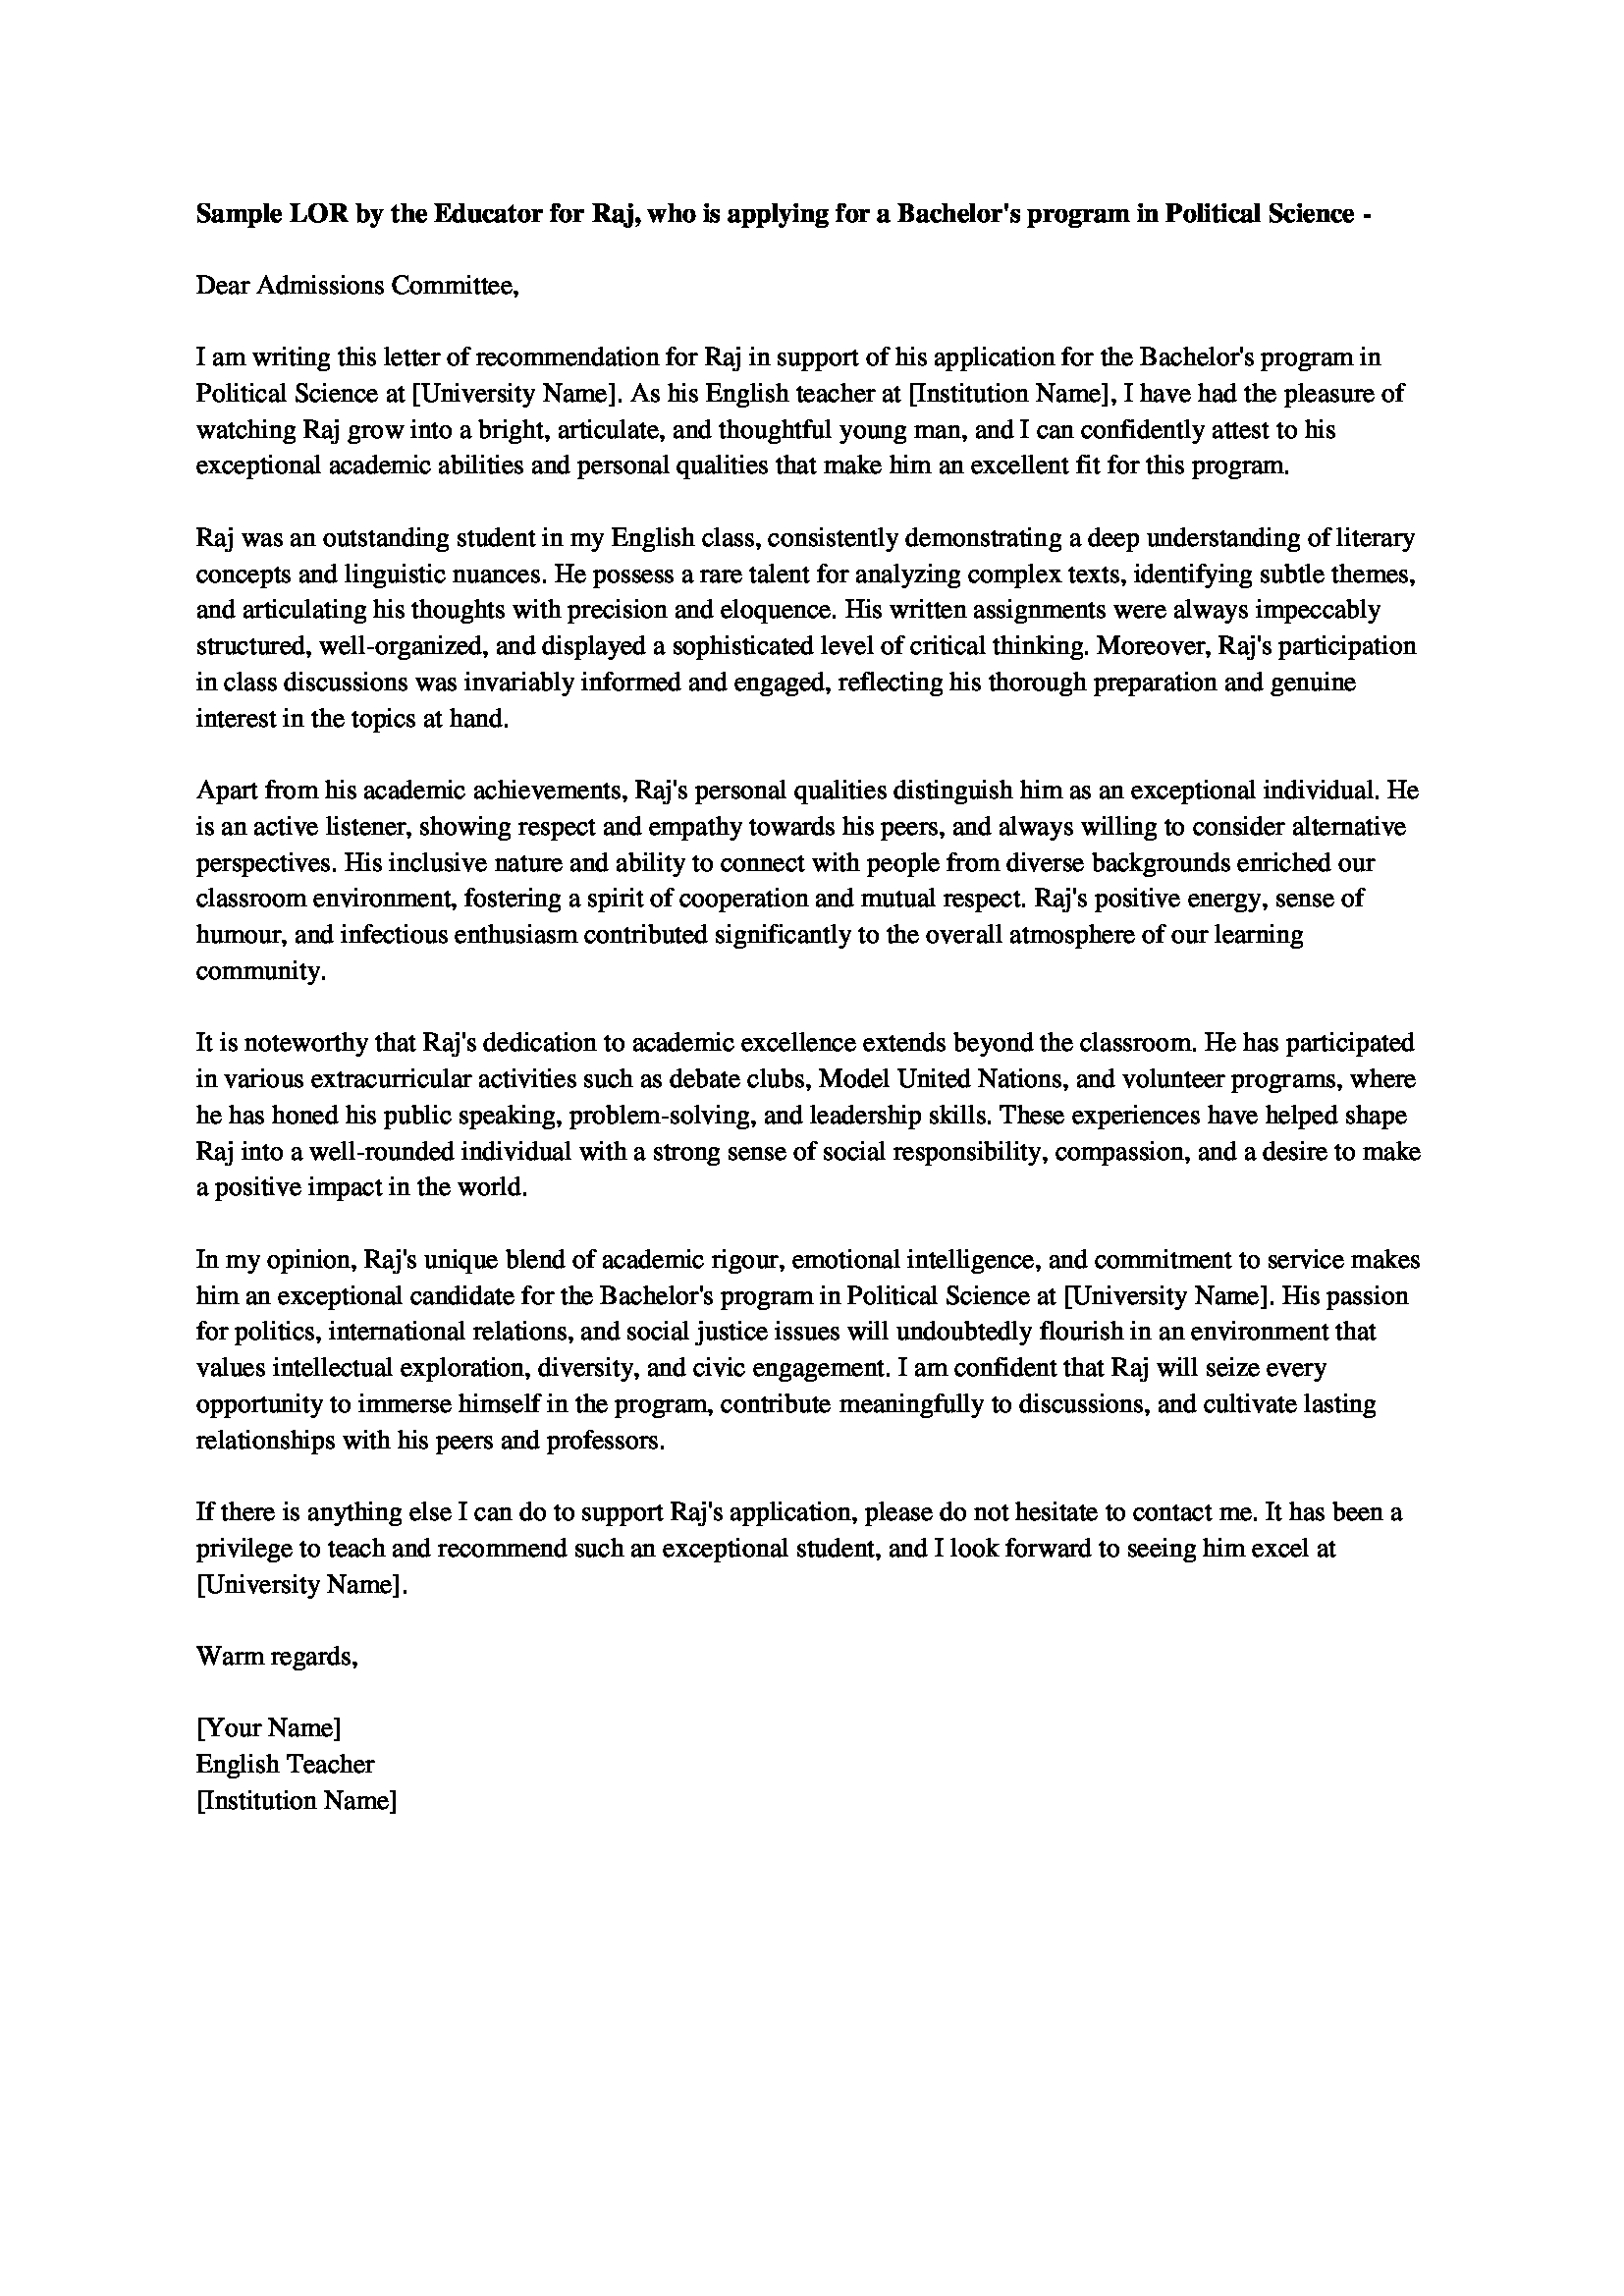 Sample LOR by the Educator for Raj, who is applying for a Bachelor's program in Political Science -
Dear Admissions Committee,
I am writing this letter of recommendation for Raj in support of his application for the Bachelor's program in
Political Science at [University Name]. As his English teacher at [Institution Name], I have had the pleasure of
watching Raj grow into a bright, articulate, and thoughtful young man, and I can confidently attest to his
exceptional academic abilities and personal qualities that make him an excellent fit for this program.
Raj was an outstanding student in my English class, consistently demonstrating a deep understanding of literary
concepts and linguistic nuances. He possess a rare talent for analyzing complex texts, identifying subtle themes,
and articulating his thoughts with precision and eloquence. His written assignments were always impeccably
structured, well-organized, and displayed a sophisticated level of critical thinking. Moreover, Raj's participation
in class discussions was invariably informed and engaged, reflecting his thorough preparation and genuine
interest in the topics at hand.
Apart from his academic achievements, Raj's personal qualities distinguish him as an exceptional individual. He
is an active listener, showing respect and empathy towards his peers, and always willing to consider alternative
perspectives. His inclusive nature and ability to connect with people from diverse backgrounds enriched our
classroom environment, fostering a spirit of cooperation and mutual respect. Raj's positive energy, sense of
humour, and infectious enthusiasm contributed significantly to the overall atmosphere of our learning
community.
It is noteworthy that Raj's dedication to academic excellence extends beyond the classroom. He has participated
in various extracurricular activities such as debate clubs, Model United Nations, and volunteer programs, where
he has honed his public speaking, problem-solving, and leadership skills. These experiences have helped shape
Raj into a well-rounded individual with a strong sense of social responsibility, compassion, and a desire to make
a positive impact in the world.
In my opinion, Raj's unique blend of academic rigour, emotional intelligence, and commitment to service makes
him an exceptional candidate for the Bachelor's program in Political Science at [University Name]. His passion
for politics, international relations, and social justice issues will undoubtedly flourish in an environment that
values intellectual exploration, diversity, and civic engagement. I am confident that Raj will seize every
opportunity to immerse himself in the program, contribute meaningfully to discussions, and cultivate lasting
relationships with his peers and professors.
If there is anything else I can do to support Raj's application, please do not hesitate to contact me. It has been a
privilege to teach and recommend such an exceptional student, and I look forward to seeing him excel at
[University Name].
Warm regards,
[Your Name]
English Teacher
[Institution Name]